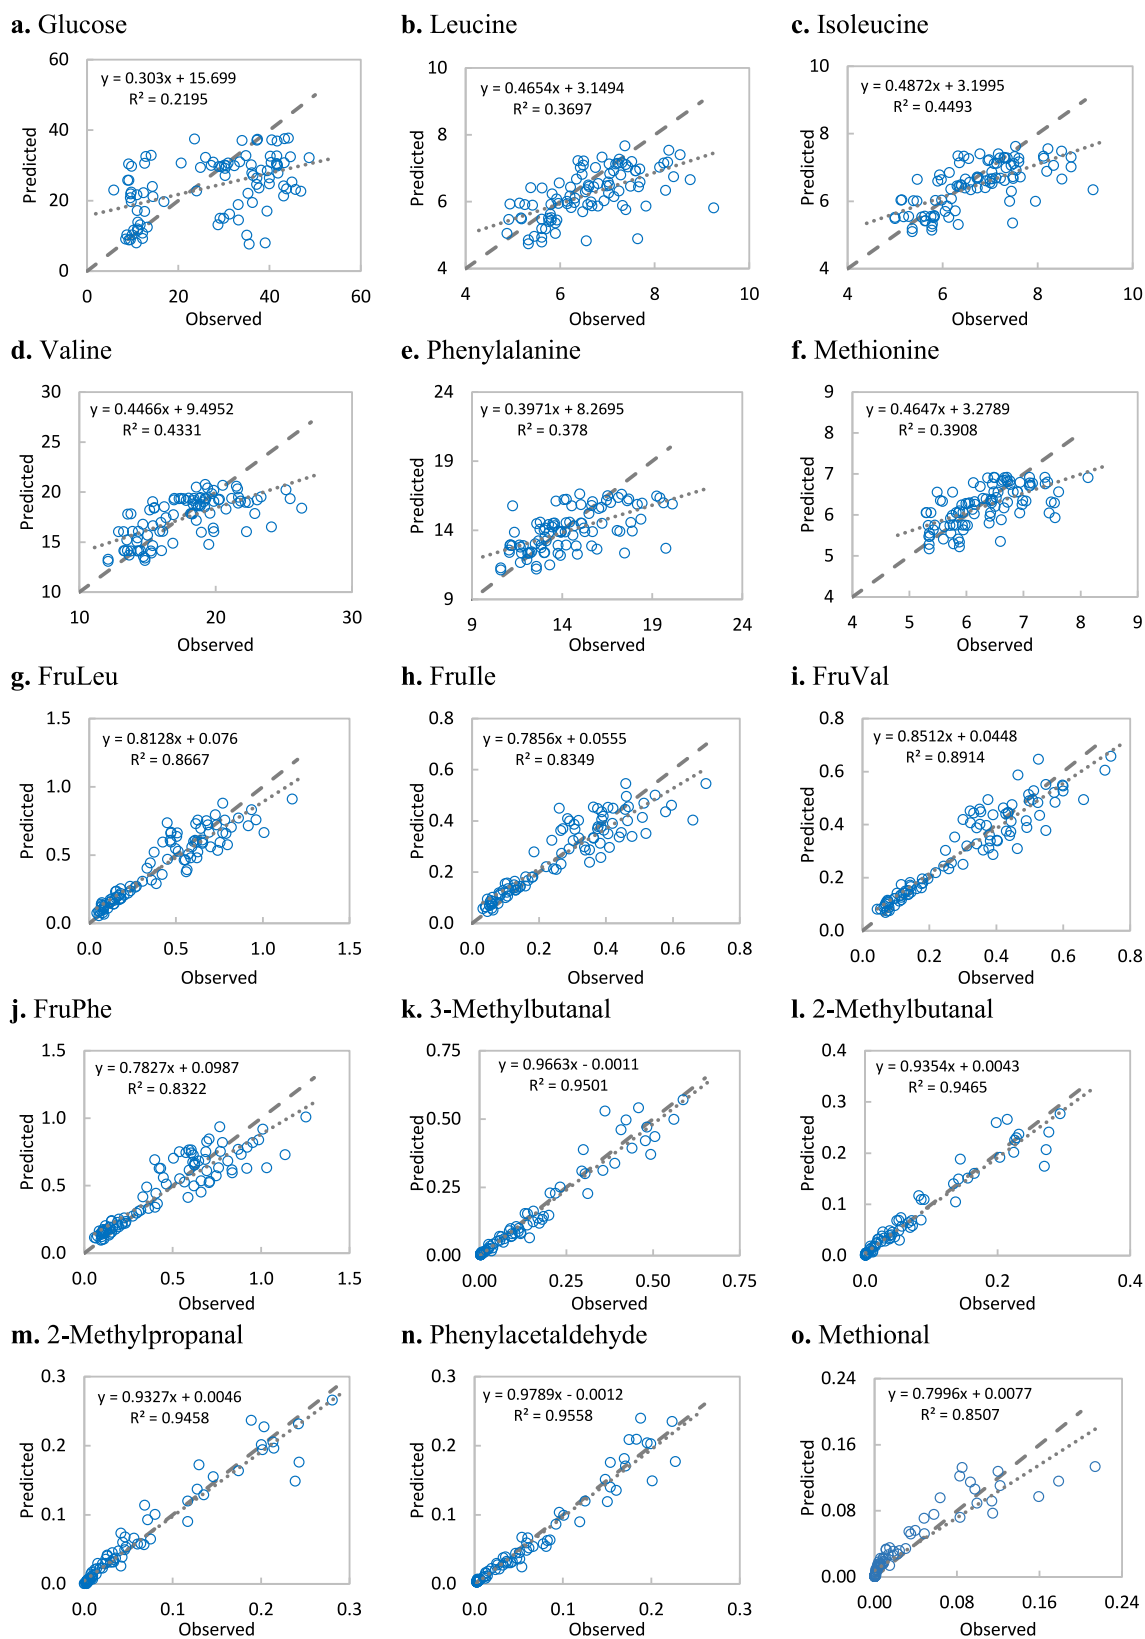 a. Glucose
60
y = 0.303x + 15.699
R² = 0.2195
40
Predicted
20
0
0 20 40 60
Observed
b. Leucine
10
y = 0.4654x + 3.1494
R² = 0.3697
8
Predicted
6
4
4 6 8 10
Observed
c. Isoleucine
10
y = 0.4872x + 3.1995
R² = 0.4493
8
Predicted
6
4
4 6 8 10
Observed
d. Valine
30
y = 0.4466x + 9.4952
R² = 0.4331
25
Predicted
20
15
10
10 20 30
Observed
e. Phenylalanine
24
y = 0.3971x + 8.2695
R² = 0.378
19
Predicted
14
9
9 14 19 24
Observed
f. Methionine
9
y = 0.4647x + 3.2789
R² = 0.3908
8
7
Predicted
6
5
4
4 5 6 7 8 9
Observed
g. FruLeu
1.5
y = 0.8128x + 0.076
R² = 0.8667
1.0
Predicted
0.5
0.0
0.0 0.5 1.0 1.5
Observed
h. FruIle
0.8
y = 0.7856x + 0.0555
R² = 0.8349
0.6
Predicted
0.4
0.2
0.0
0.0 0.2 0.4 0.6 0.8
Observed
i. FruVal
0.8
y = 0.8512x + 0.0448
R² = 0.8914
0.6
Predicted
0.4
0.2
0.0
0.0 0.2 0.4 0.6 0.8
Observed
j. FruPhe
1.5
y = 0.7827x + 0.0987
R² = 0.8322
1.0
Predicted
0.5
0.0
0.0 0.5 1.0 1.5
Observed
k. 3-Methylbutanal
0.75
y = 0.9663x - 0.0011
R² = 0.9501
0.50
Predicted
0.25
0.00
0.00 0.25 0.50 0.75
Observed
l. 2-Methylbutanal
0.4
y = 0.9354x + 0.0043
R² = 0.9465
0.3
Predicted
0.2
0.1
0.0
0.0 0.2 0.4
Observed
m. 2-Methylpropanal
0.3
y = 0.9327x + 0.0046
R² = 0.9458
0.2
Predicted
0.1
0.0
0.0 0.1 0.2 0.3
Observed
n. Phenylacetaldehyde
0.3
y = 0.9789x - 0.0012
R² = 0.9558
0.2
Predicted
0.1
0.0
0.0 0.1 0.2 0.3
Observed
o. Methional
0.24
y = 0.7996x + 0.0077
R² = 0.8507
0.16
Predicted
0.08
0.00
0.00 0.08 0.16 0.24
Observed